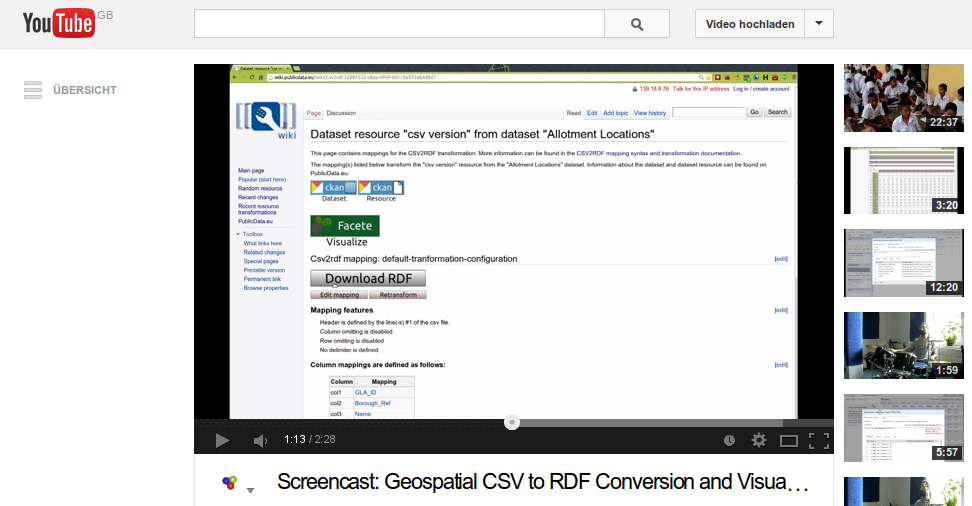 YouTube GB
Video hochladen
ÜBERSICHT
139.18.8.76 Talk for this IP address Log in / create account
Page Discussion Read Edit Add topic View history Go Search
wiki
Dataset resource "csv version" from dataset "Allotment Locations"
This page contains mappings for the CSV2RDF transformation. More information can be found in the CSV2RDF mapping syntax and transformation documentation.
The mapping(s) listed below transform the "csv version" resource from the "Allotment Locations" dataset. Information about the dataset and dataset resource can be found on
PublicData.eu:
Main page
Popular (start here)
Random resource
Recent changes
Recent resource
transformations
PublicData.eu
Toolbox
What links here
Related changes
Special pages
Printable version
Permanent link
Browse properties
ckan ckan
Dataset Resource
Facete
Visualize
Csv2rdf mapping: default-tranformation-configuration [edit]
Download RDF
Edit mapping Retransform
Mapping features [edit]
Header is defined by the line(-s) #1 of the csv file.
Column omitting is disabled
Row omitting is disabled
No delimiter is defined
Column mappings are defined as follows: [edit]
Column Mapping
col1 GLA_ID
col2 Borough_Ref
col3 Name
1:13 / 2:28
Screencast: Geospatial CSV to RDF Conversion and Visua…
22:37
3:20
12:20
1:59
5:57